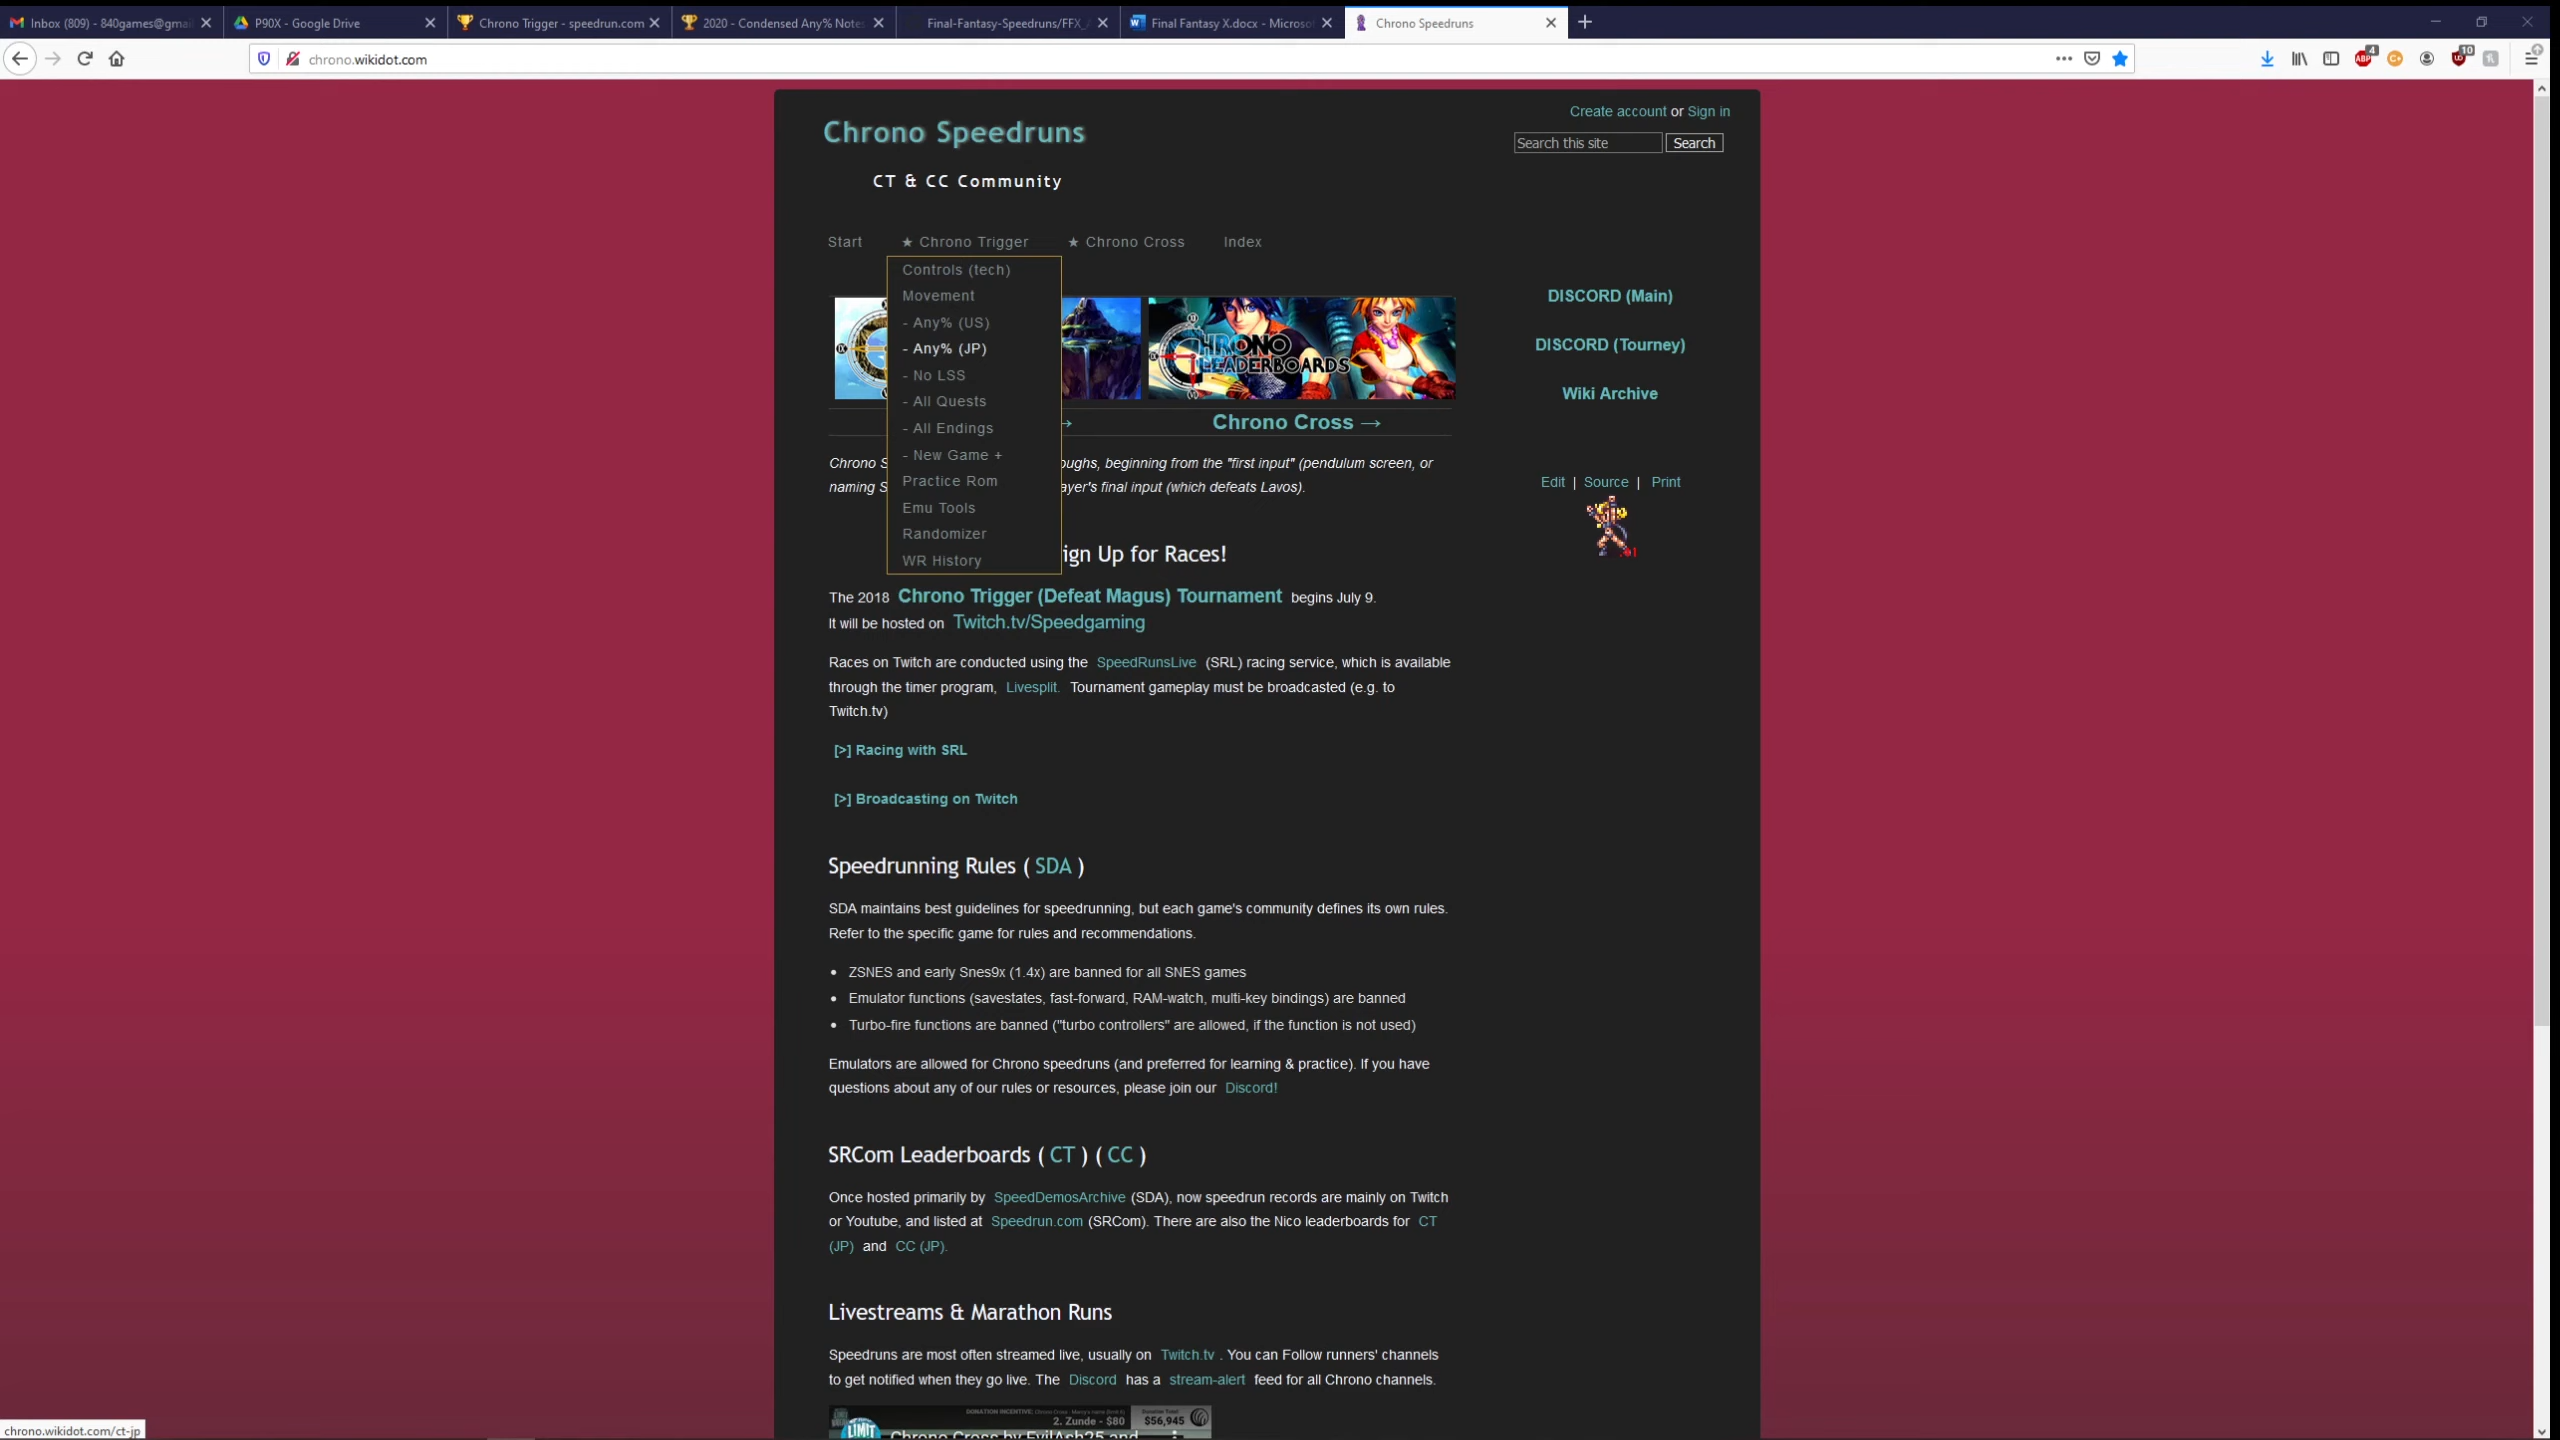 Inbox (809) - 840games@gmai
P90X - Google Drive
Chrono Trigger - speedrun.com
2020 - Condensed Any% Notes
Final-Fantasy-Speedruns/FFX_A
Final Fantasy X.docx - Microso
Chrono Speedruns
chrono.wikidot.com
4
10
ABP
Create account or Sign in
Chrono Speedruns
Search this site
Search
CT & CC Community
Start
★ Chrono Trigger
★ Chrono Cross
Index
Controls (tech)
Movement
- Any% (US)
- Any% (JP)
- No LSS
- All Quests
- All Endings
- New Game +
Practice Rom
Emu Tools
Randomizer
WR History
CHRONO
LEADERBOARDS
→
Chrono Cross →
DISCORD (Main)
DISCORD (Tourney)
Wiki Archive
Edit | Source | Print
Chrono S oughs, beginning from the "first input" (pendulum screen, or
naming S ayer's final input (which defeats Lavos).
ign Up for Races!
The 2018 Chrono Trigger (Defeat Magus) Tournament begins July 9.
It will be hosted on Twitch.tv/Speedgaming
Races on Twitch are conducted using the SpeedRunsLive (SRL) racing service, which is available
through the timer program, Livesplit. Tournament gameplay must be broadcasted (e.g. to
Twitch.tv)
[>] Racing with SRL
[>] Broadcasting on Twitch
Speedrunning Rules ( SDA )
SDA maintains best guidelines for speedrunning, but each game's community defines its own rules.
Refer to the specific game for rules and recommendations.
• ZSNES and early Snes9x (1.4x) are banned for all SNES games
• Emulator functions (savestates, fast-forward, RAM-watch, multi-key bindings) are banned
• Turbo-fire functions are banned ("turbo controllers" are allowed, if the function is not used)
Emulators are allowed for Chrono speedruns (and preferred for learning & practice). If you have
questions about any of our rules or resources, please join our Discord!
SRCom Leaderboards ( CT ) ( CC )
Once hosted primarily by SpeedDemosArchive (SDA), now speedrun records are mainly on Twitch
or Youtube, and listed at Speedrun.com (SRCom). There are also the Nico leaderboards for CT
(JP) and CC (JP).
Livestreams & Marathon Runs
Speedruns are most often streamed live, usually on Twitch.tv . You can Follow runners' channels
to get notified when they go live. The Discord has a stream-alert feed for all Chrono channels.
2. Zunde - $80
$56,945
LIMIT
Chrono Cross by EvilAsh25 and
chrono.wikidot.com/ct-jp